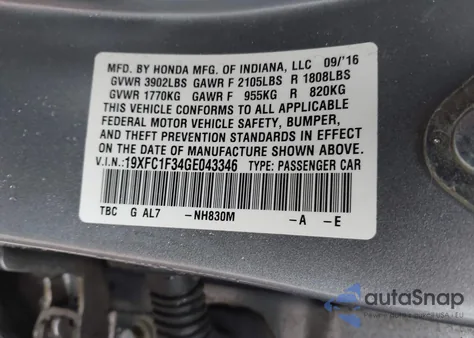 MFD. BY HONDA MFG. OF INDIANA, LLC 09/'16
GVWR 3902LBS GAWR F 2105LBS R 1808LBS
GVWR 1770KG GAWR F 955KG R 820KG
THIS VEHICLE CONFORMS TO ALL APPLICABLE
FEDERAL MOTOR VEHICLE SAFETY, BUMPER,
AND THEFT PREVENTION STANDARDS IN EFFECT
ON THE DATE OF MANUFACTURE SHOWN ABOVE.
V.I.N.:19XFC1F34GE043346 TYPE: PASSENGER CAR
TBC G AL7 -NH830M -A -E
autoSnap